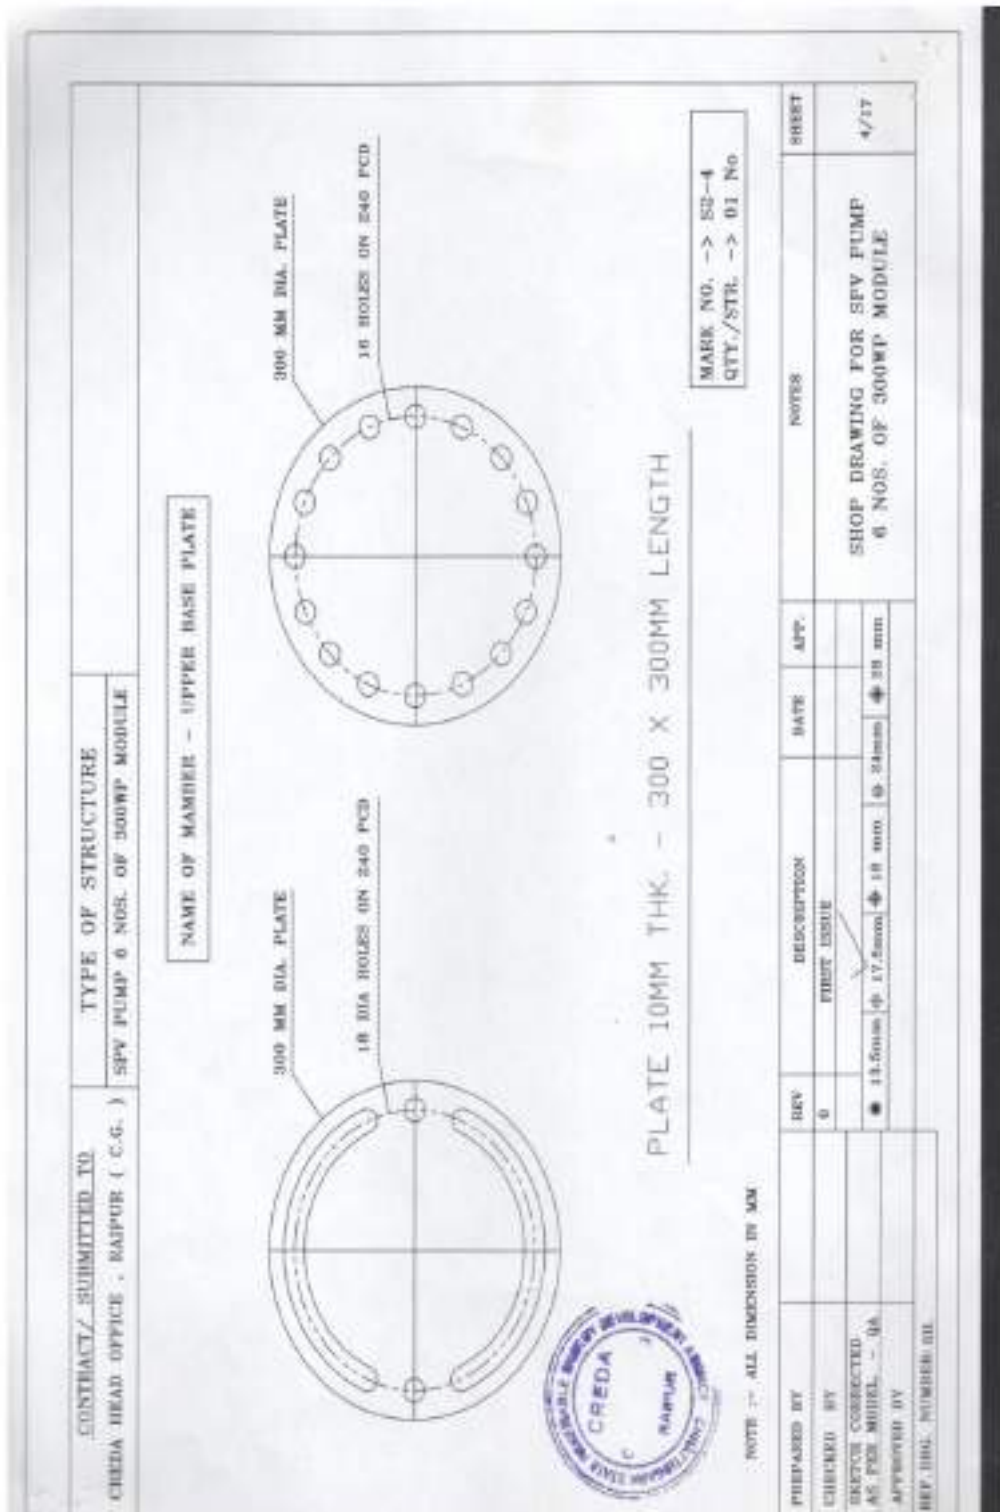 CONTRACT/ SUBMITTED TO
CREDA HEAD OFFICE , RAIPUR ( C.G. )
TYPE OF STRUCTURE
SPV PUMP 6 NOS. OF 300WP MODULE
NAME OF MAMBER - UPPER BASE PLATE
300 MM DIA. PLATE
18 DIA HOLES ON 240 PCD
300 MM DIA. PLATE
16 HOLES ON 240 PCD
PLATE 10MM THK. - 300 X 300MM LENGTH
MARK NO. -> S2-4
QTY./STR. -> 01 No
CREDA
RAIPUR
NOTE :- ALL DIMENSION IN MM
PREPARED BY
CHECKED BY
SKETCH CORRECTED
AS PER MODEL - QA
APPROVED BY
REV
DESCRIPTION
DATE
APP.
0
FIRST ISSUE
13.5mm
17.5mm
18 mm
24mm
28 mm
NOTES
SHEET
SHOP DRAWING FOR SPV PUMP
6 NOS. OF 300WP MODULE
4/17